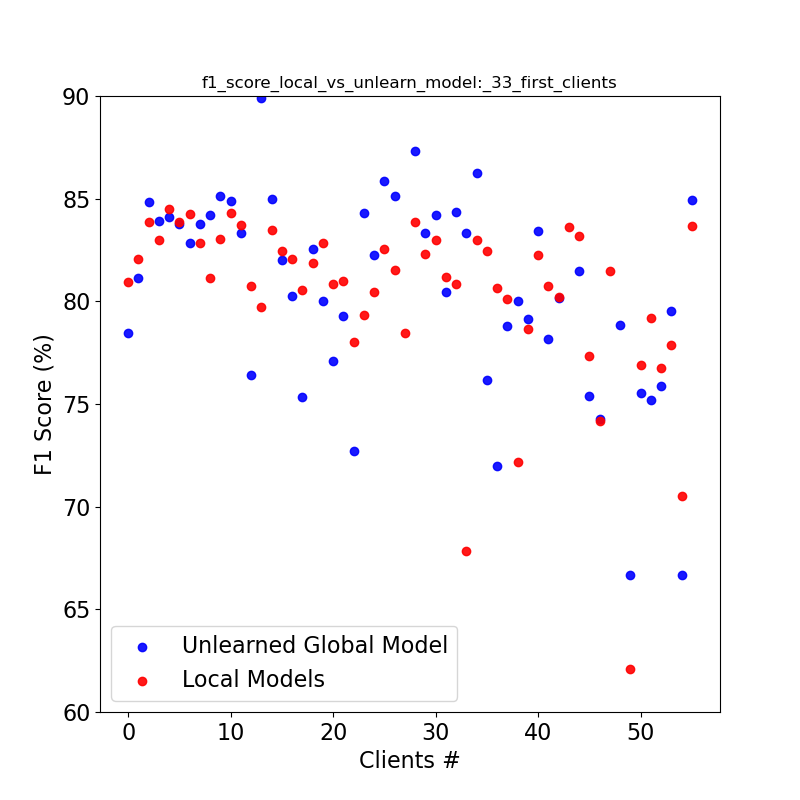 f1_score_local_vs_unlearn_model:_33_first_clients
90
85
80
75
70
65
60
F1 Score (%)
Unlearned Global Model
Local Models
0 10 20 30 40 50
Clients #